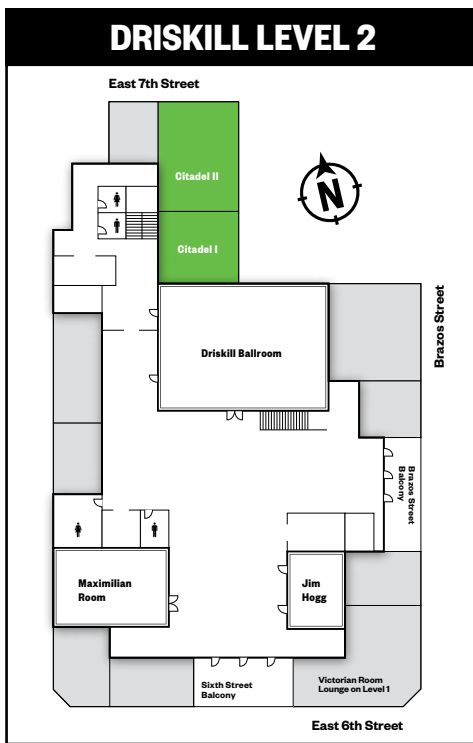 DRISKILL LEVEL 2
East 7th Street
Citadel II
N
Citadel I
Brazos Street
Driskill Ballroom
Brazos Street
Balcony
Maximilian
Room
Jim
Hogg
Sixth Street
Balcony
Victorian Room
Lounge on Level 1
East 6th Street